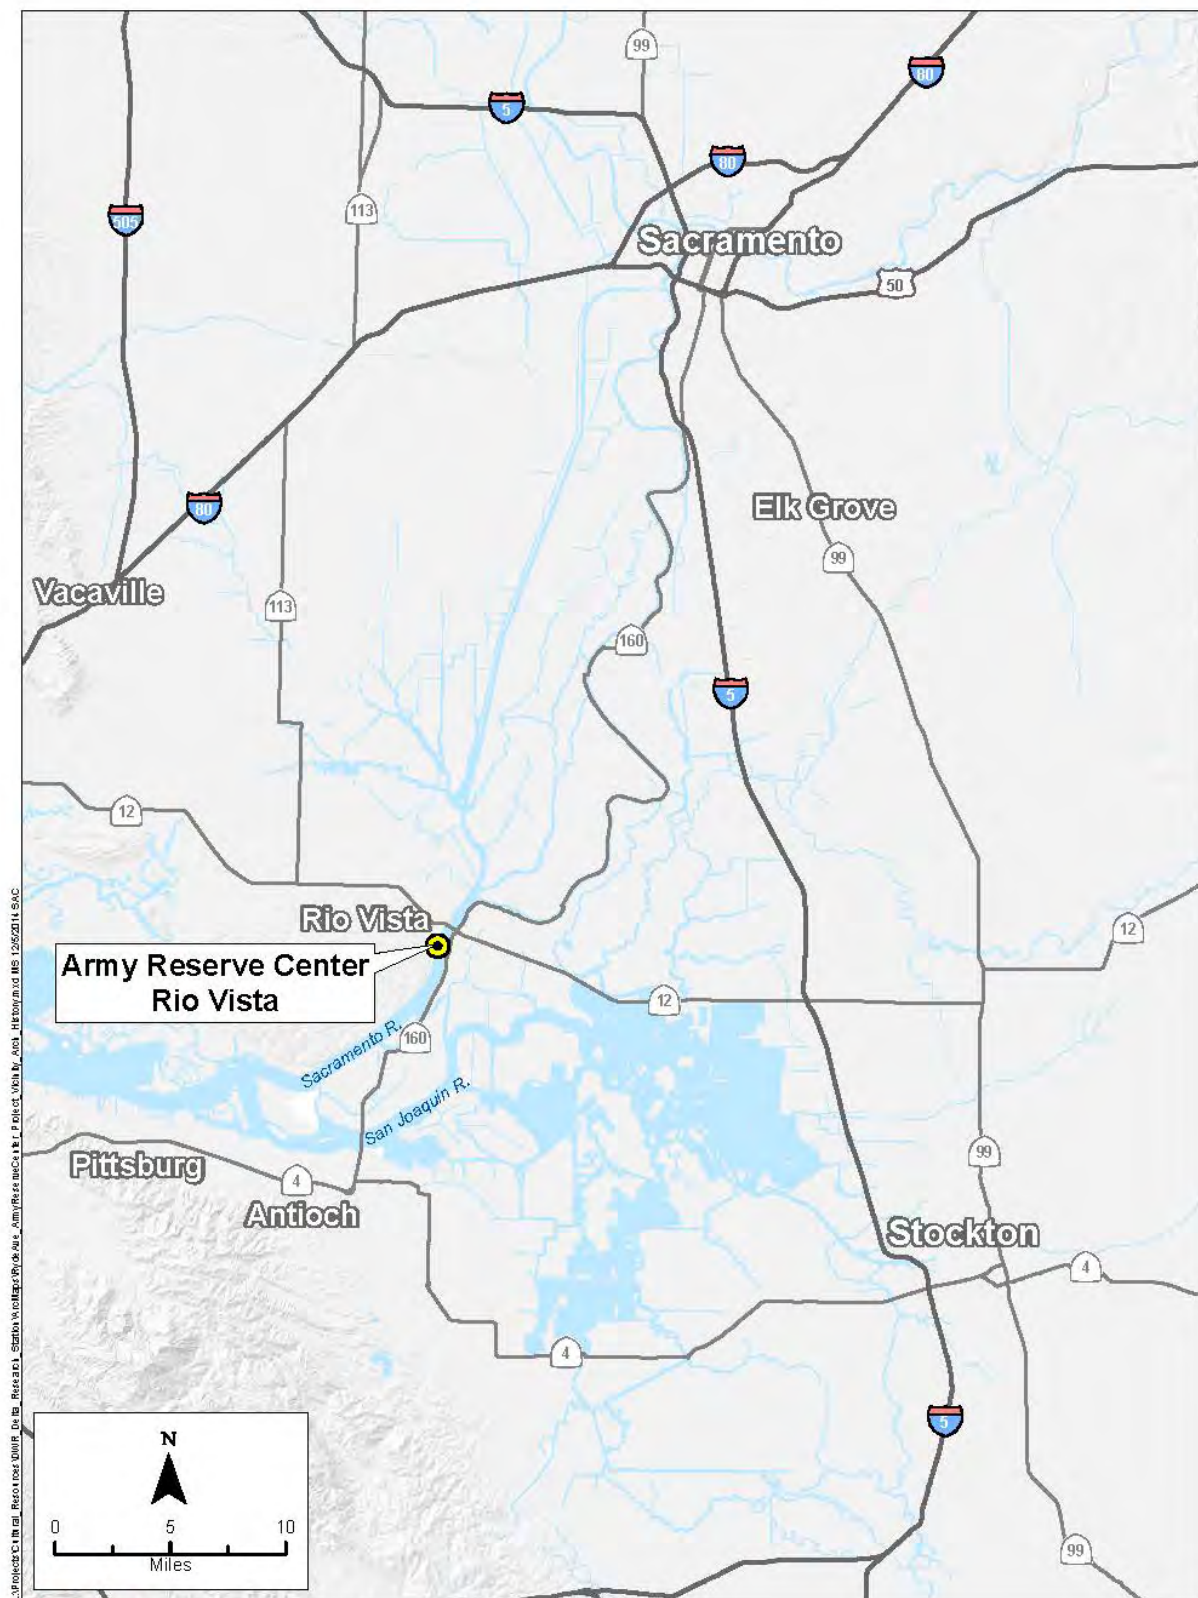 99
80
5
80
505
113
Sacramento
50
80
Elk Grove
99
Vacaville
113
160
5
12
Rio Vista
12
Army Reserve Center
Rio Vista
12
Sacramento R.
160
San Joaquin R.
99
Pittsburg
4
Antioch
Stockton
4
4
5
N
0 5 10
Miles
99